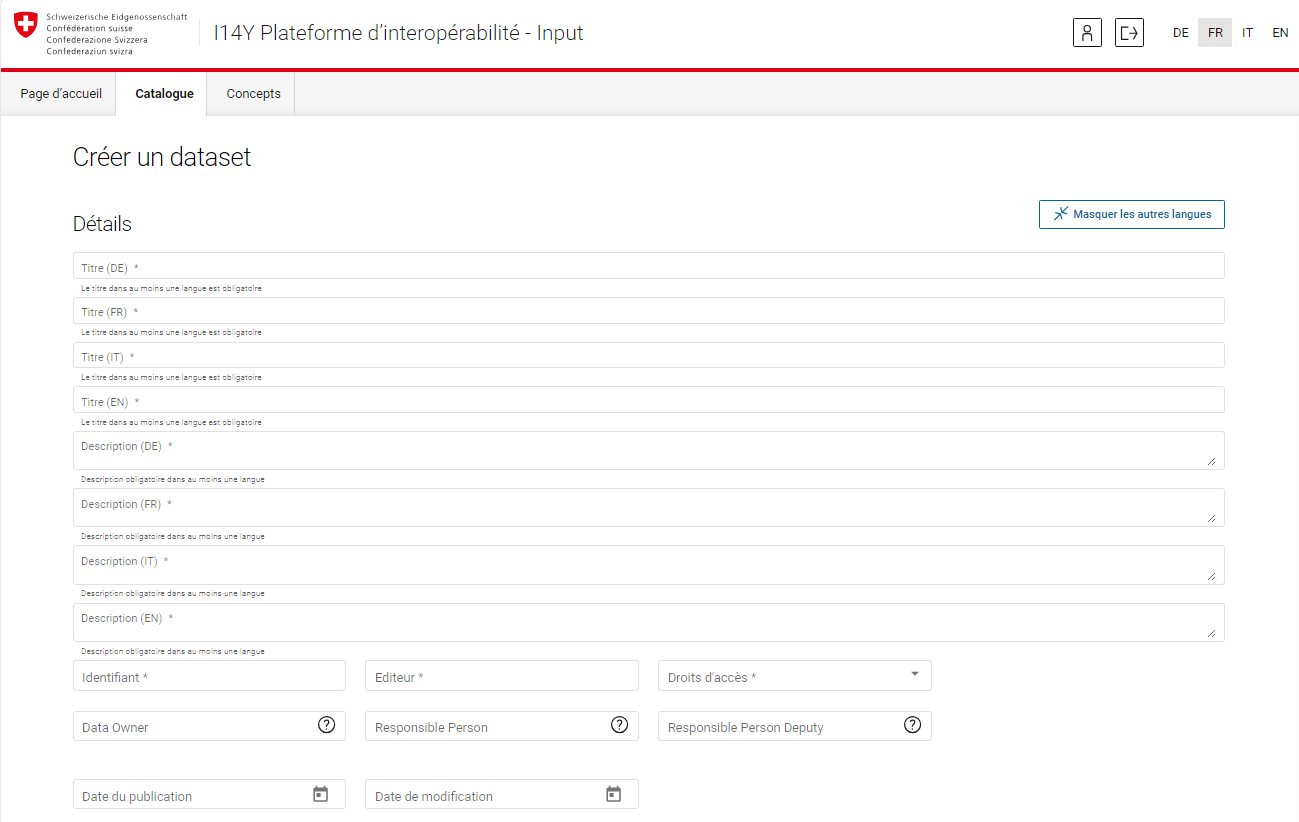 Schweizerische Eidgenossenschaft
Confédération suisse
Confederazione Svizzera
Confederaziun svizra
I14Y Plateforme d’interopérabilité - Input
DE FR IT EN
Page d’accueil Catalogue Concepts
Créer un dataset
Détails
Masquer les autres langues
Titre (DE) *
Le titre dans au moins une langue est obligatoire
Titre (FR) *
Le titre dans au moins une langue est obligatoire
Titre (IT) *
Le titre dans au moins une langue est obligatoire
Titre (EN) *
Le titre dans au moins une langue est obligatoire
Description (DE) *
Description obligatoire dans au moins une langue
Description (FR) *
Description obligatoire dans au moins une langue
Description (IT) *
Description obligatoire dans au moins une langue
Description (EN) *
Description obligatoire dans au moins une langue
Identifiant * Editeur * Droits d'accès *
Data Owner ? Responsible Person ? Responsible Person Deputy ?
Date du publication Date de modification